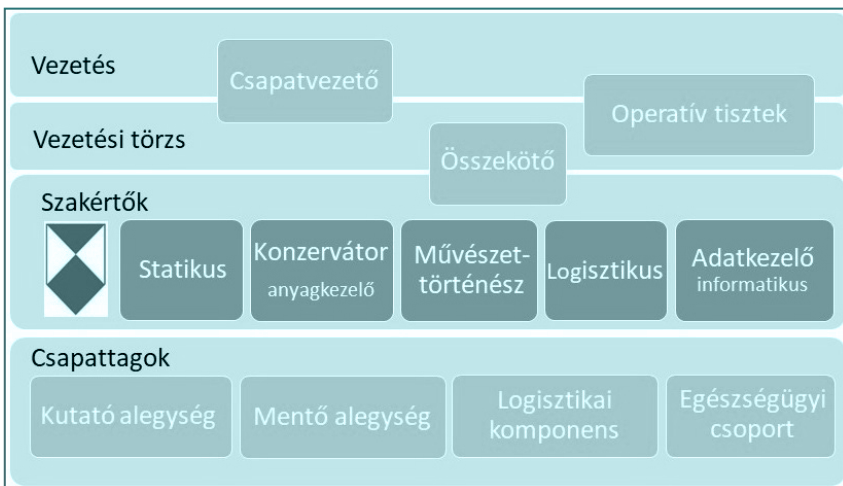 Vezetés
Csapatvezető
Operatív tisztek
Vezetési törzs
Összekötő
Szakértők
Statikus
Konzervátor
anyagkezelő
Művészet-
történész
Logisztikus
Adatkezelő
informatikus
Csapattagok
Kutató alegység
Mentő alegység
Logisztikai
komponens
Egészségügyi
csoport